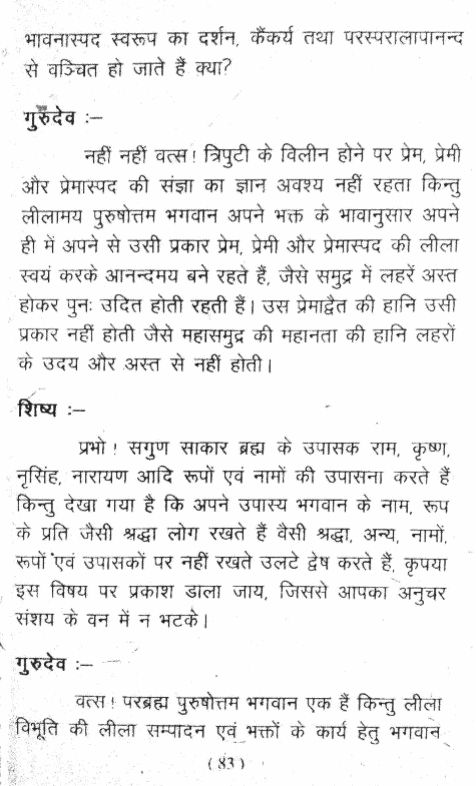 भावनास्पद स्वरूप का दर्शन, कैंकर्य तथा परस्परालापानन्द
से वञ्चित हो जाते हैं क्या?
गुरुदेव :–
नहीं नहीं वत्स! त्रिपुटी के विलीन होने पर प्रेम, प्रेमी
और प्रेमास्पद की संज्ञा का ज्ञान अवश्य नहीं रहता किन्तु
लीलामय पुरुषोत्तम भगवान अपने भक्त के भावानुसार अपने
ही में अपने से उसी प्रकार प्रेम, प्रेमी और प्रेमास्पद की लीला
स्वयं करके आनन्दमय बने रहते हैं, जैसे समुद्र में लहरें अस्त
होकर पुनः उदित होती रहती हैं। उस प्रेमाद्वैत की हानि उसी
प्रकार नहीं होती जैसे महासमुद्र की महानता की हानि लहरों
के उदय और अस्त से नहीं होती।
शिष्य :–
प्रभो! सगुण साकार ब्रह्म के उपासक राम, कृष्ण,
नृसिंह, नारायण आदि रूपों एवं नामों की उपासना करते हैं
किन्तु देखा गया है कि अपने उपास्य भगवान के नाम, रूप
के प्रति जैसी श्रद्धा लोग रखते हैं वैसी श्रद्धा, अन्य, नामों,
रूपों एवं उपासकों पर नहीं रखते उलटे द्वेष करते हैं, कृपया
इस विषय पर प्रकाश डाला जाय, जिससे आपका अनुचर
संशय के वन में न भटके।
गुरुदेव :–
वत्स! परब्रह्म पुरुषोत्तम भगवान एक हैं किन्तु लीला
विभूति की लीला सम्पादन एवं भक्तों के कार्य हेतु भगवान
(83)